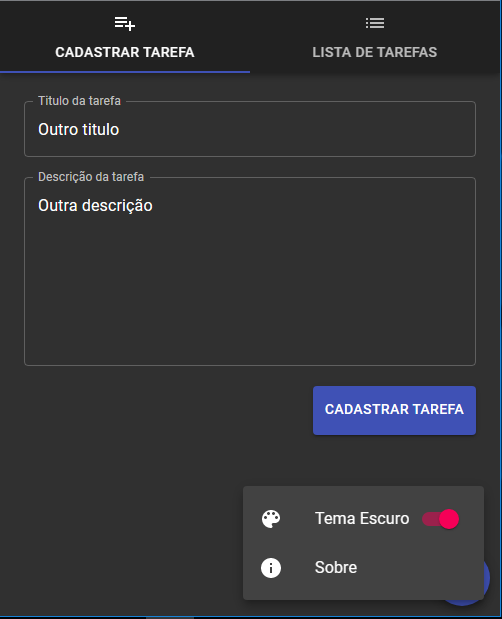 CADASTRAR TAREFA
LISTA DE TAREFAS
Titulo da tarefa
Outro titulo
Descrição da tarefa
Outra descrição
CADASTRAR TAREFA
Tema Escuro
Sobre